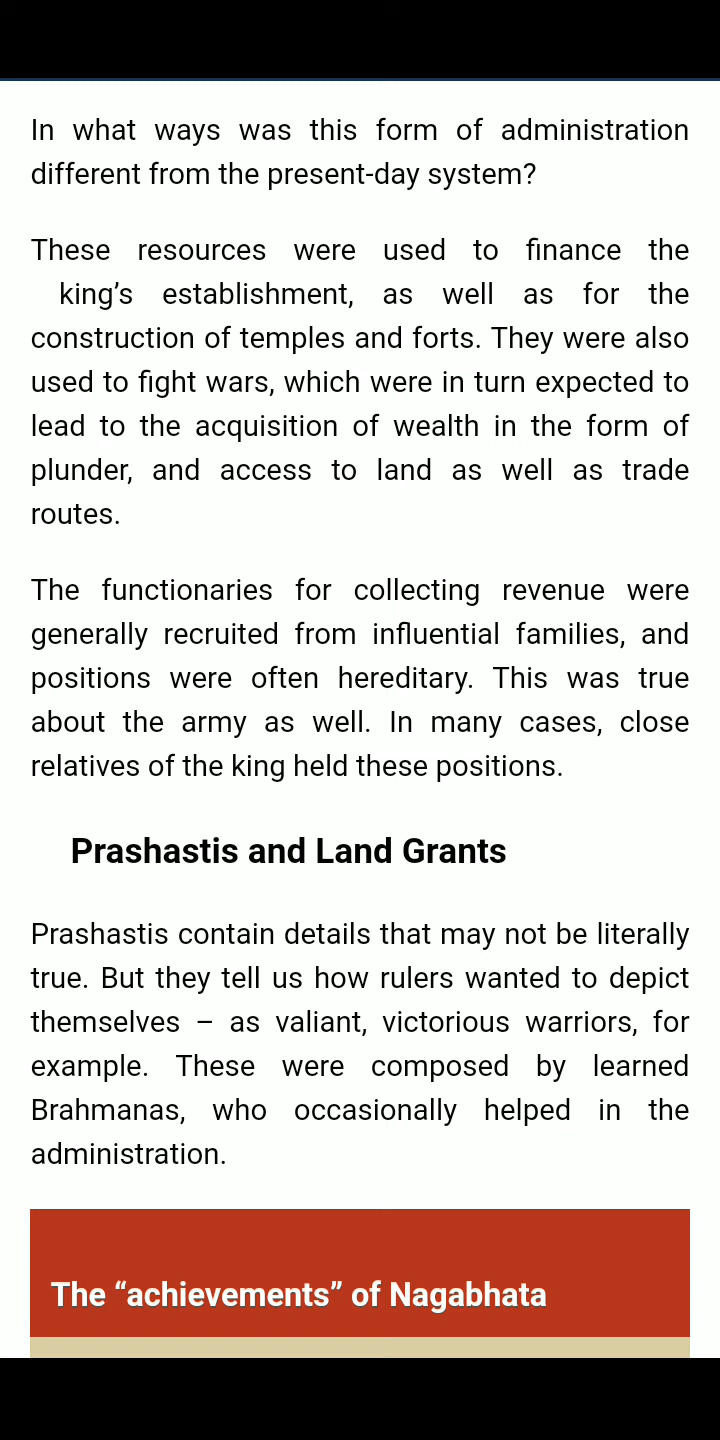 In what ways was this form of administration
different from the present-day system?
These resources were used to finance the
king’s establishment, as well as for the
construction of temples and forts. They were also
used to fight wars, which were in turn expected to
lead to the acquisition of wealth in the form of
plunder, and access to land as well as trade
routes.
The functionaries for collecting revenue were
generally recruited from influential families, and
positions were often hereditary. This was true
about the army as well. In many cases, close
relatives of the king held these positions.
Prashastis and Land Grants
Prashastis contain details that may not be literally
true. But they tell us how rulers wanted to depict
themselves – as valiant, victorious warriors, for
example. These were composed by learned
Brahmanas, who occasionally helped in the
administration.
The “achievements” of Nagabhata